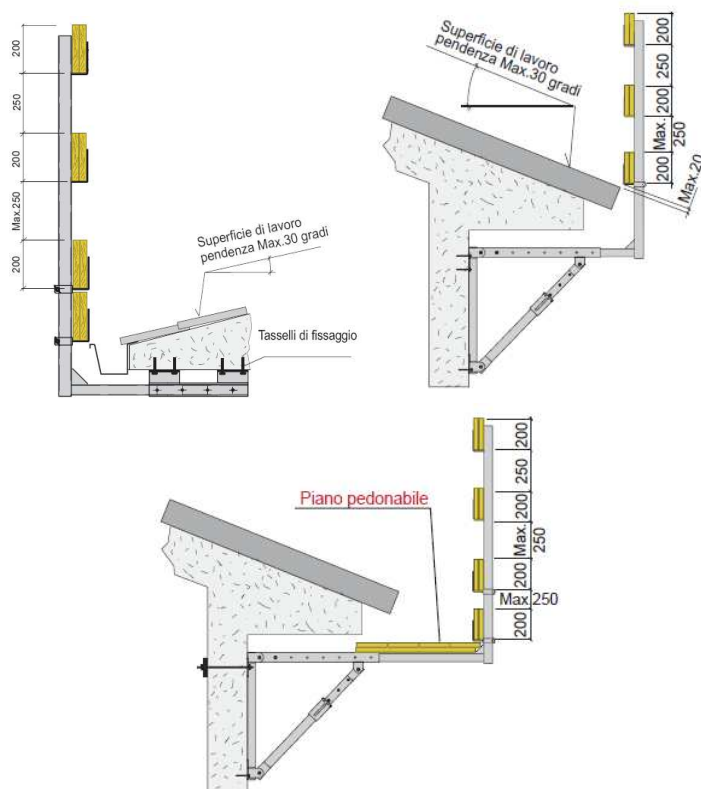 200
250
200
Max.250
200
Superficie di lavoro
pendenza Max.30 gradi
Tasselli di fissaggio
Superficie di lavoro
pendenza Max.30 gradi
200
250
200
Max.
250
200
Max.20
Piano pedonabile
200
250
200
Max.
250
200
Max.250
200